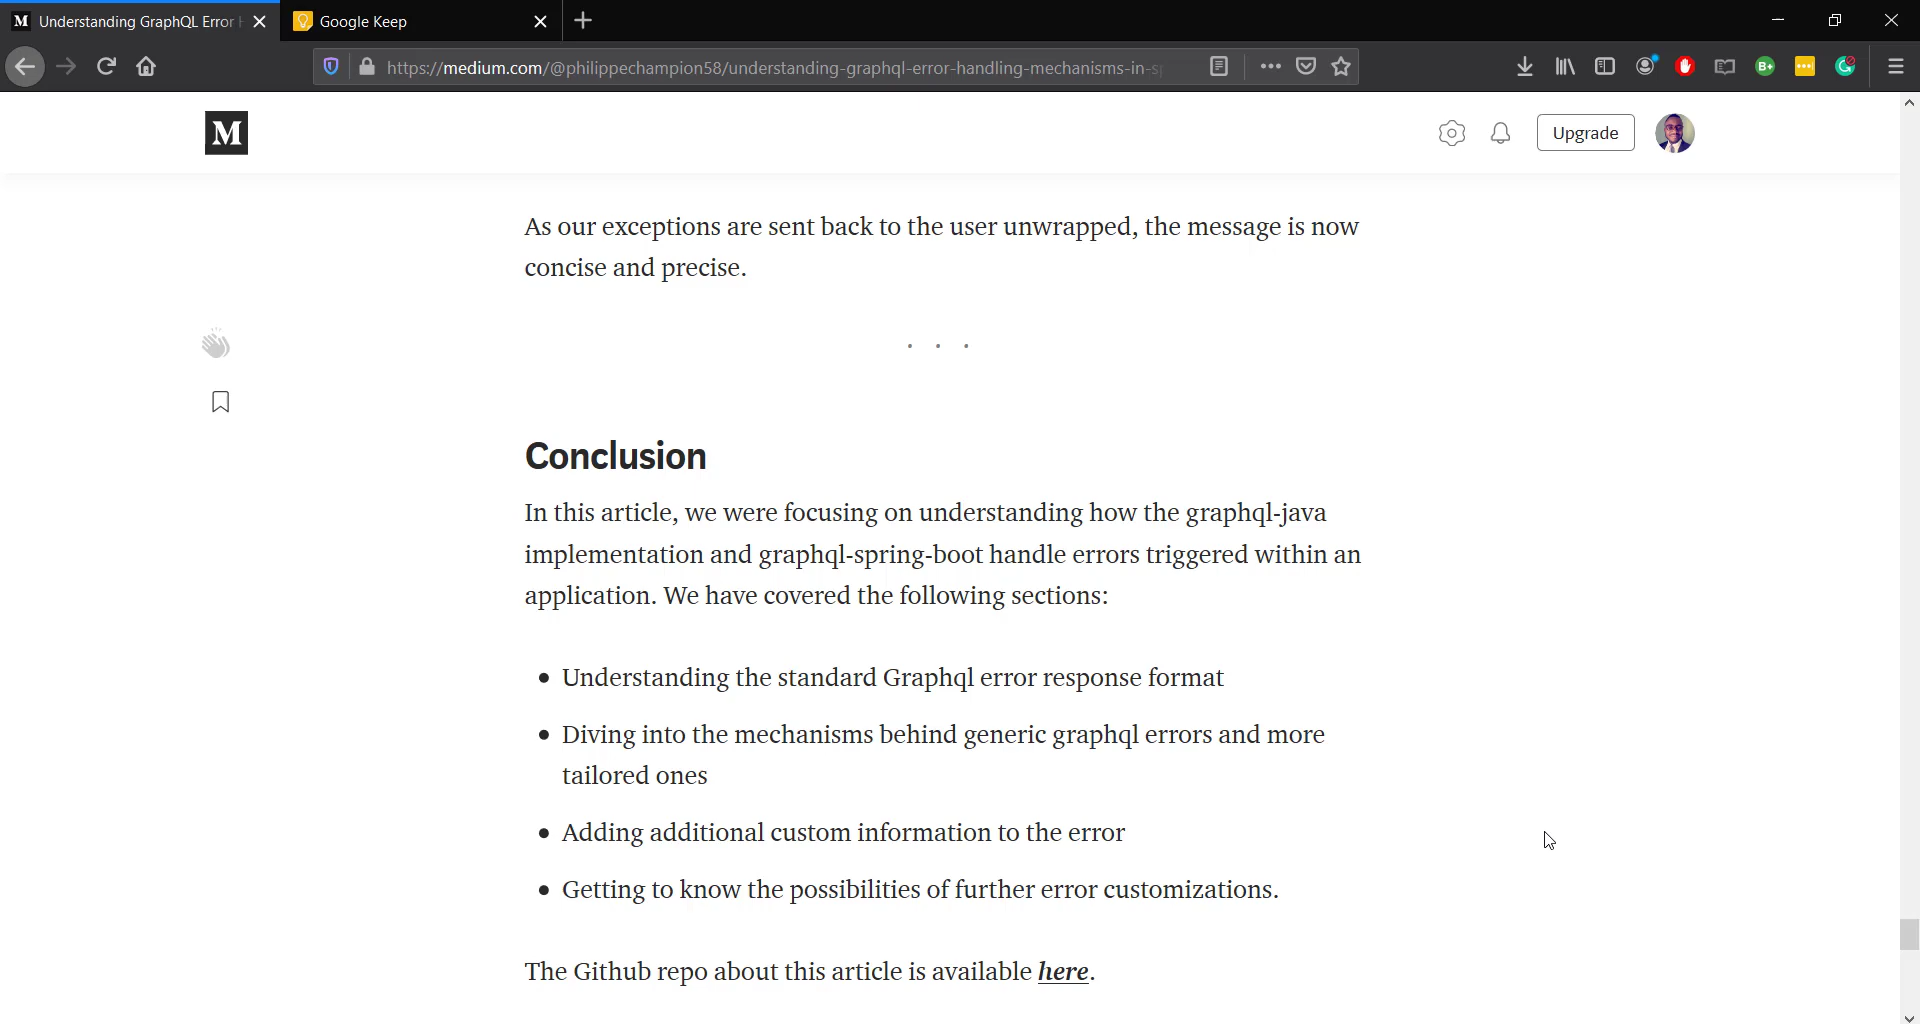 M Understanding GraphQL Error H
Google Keep
https://medium.com/@philippechampion58/understanding-graphql-error-handling-mechanisms-in-sp
B+
M
Upgrade
As our exceptions are sent back to the user unwrapped, the message is now
concise and precise.
. . .
Conclusion
In this article, we were focusing on understanding how the graphql-java
implementation and graphql-spring-boot handle errors triggered within an
application. We have covered the following sections:
• Understanding the standard Graphql error response format
• Diving into the mechanisms behind generic graphql errors and more
tailored ones
• Adding additional custom information to the error
• Getting to know the possibilities of further error customizations.
The Github repo about this article is available here.